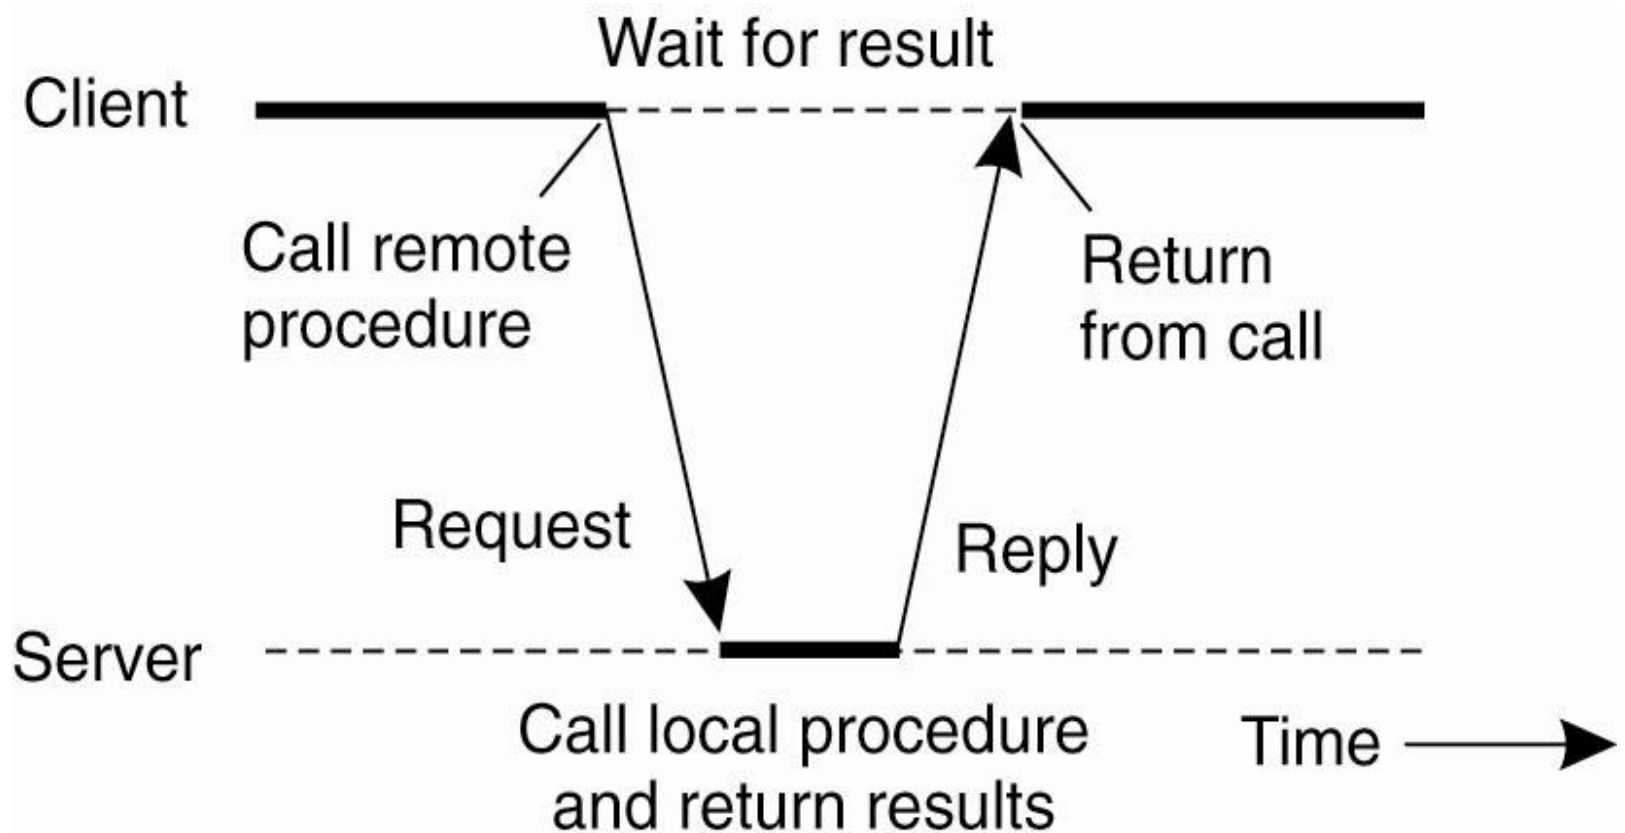 Wait for result
Client
Call remote
procedure
Return
from call
Request
Reply
Server
Call local procedure
and return results
Time